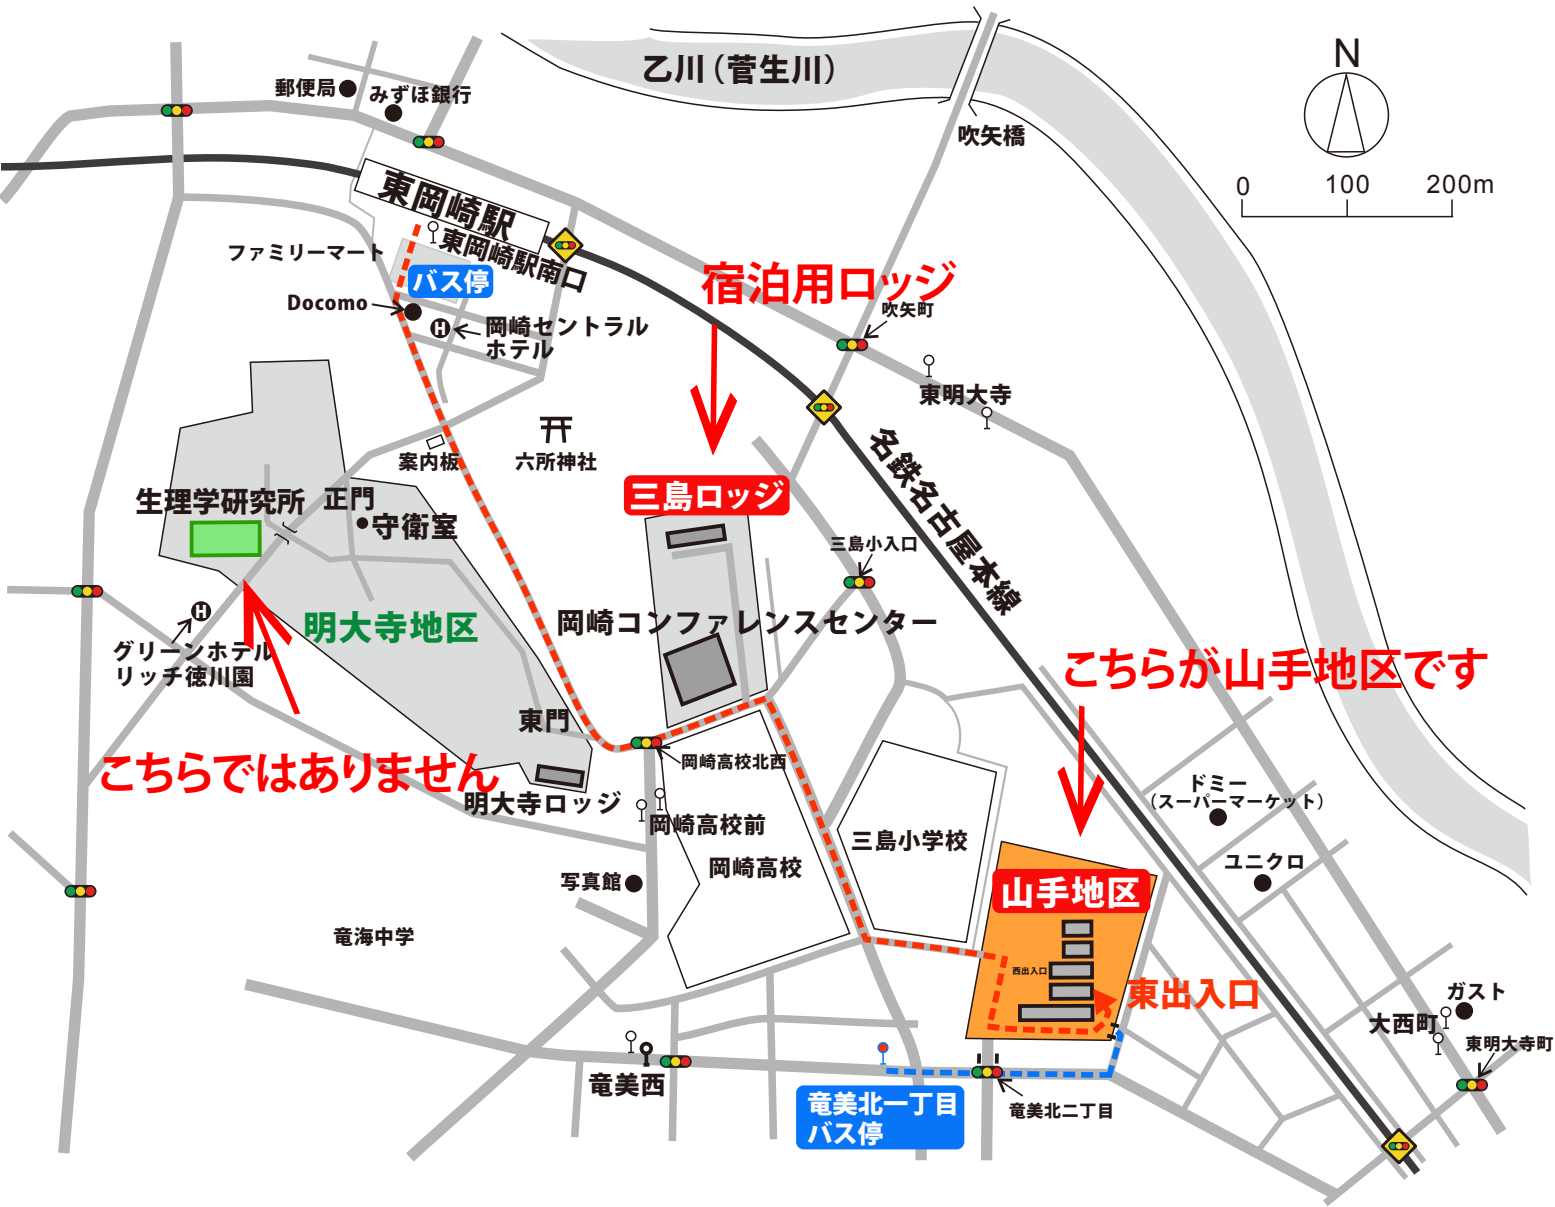 乙川（菅生川）
N
郵便局
みずほ銀行
吹矢橋
0 100 200m
東岡崎駅
東岡崎駅南口
ファミリーマート
バス停
宿泊用ロッジ
Docomo
吹矢町
H
岡崎セントラル
ホテル
東明大寺
名鉄名古屋本線
案内板
六所神社
三島ロッジ
生理学研究所
正門
守衛室
三島小入口
H
明大寺地区
岡崎コンファレンスセンター
グリーンホテル
リッチ徳川園
こちらが山手地区です
東門
こちらではありません
岡崎高校北西
明大寺ロッジ
ドミー
（スーパーマーケット）
岡崎高校前
三島小学校
岡崎高校
ユニクロ
写真館
山手地区
竜海中学
西出入口
東出入口
ガスト
大西町
東明大寺町
竜美西
竜美北一丁目
バス停
竜美北二丁目